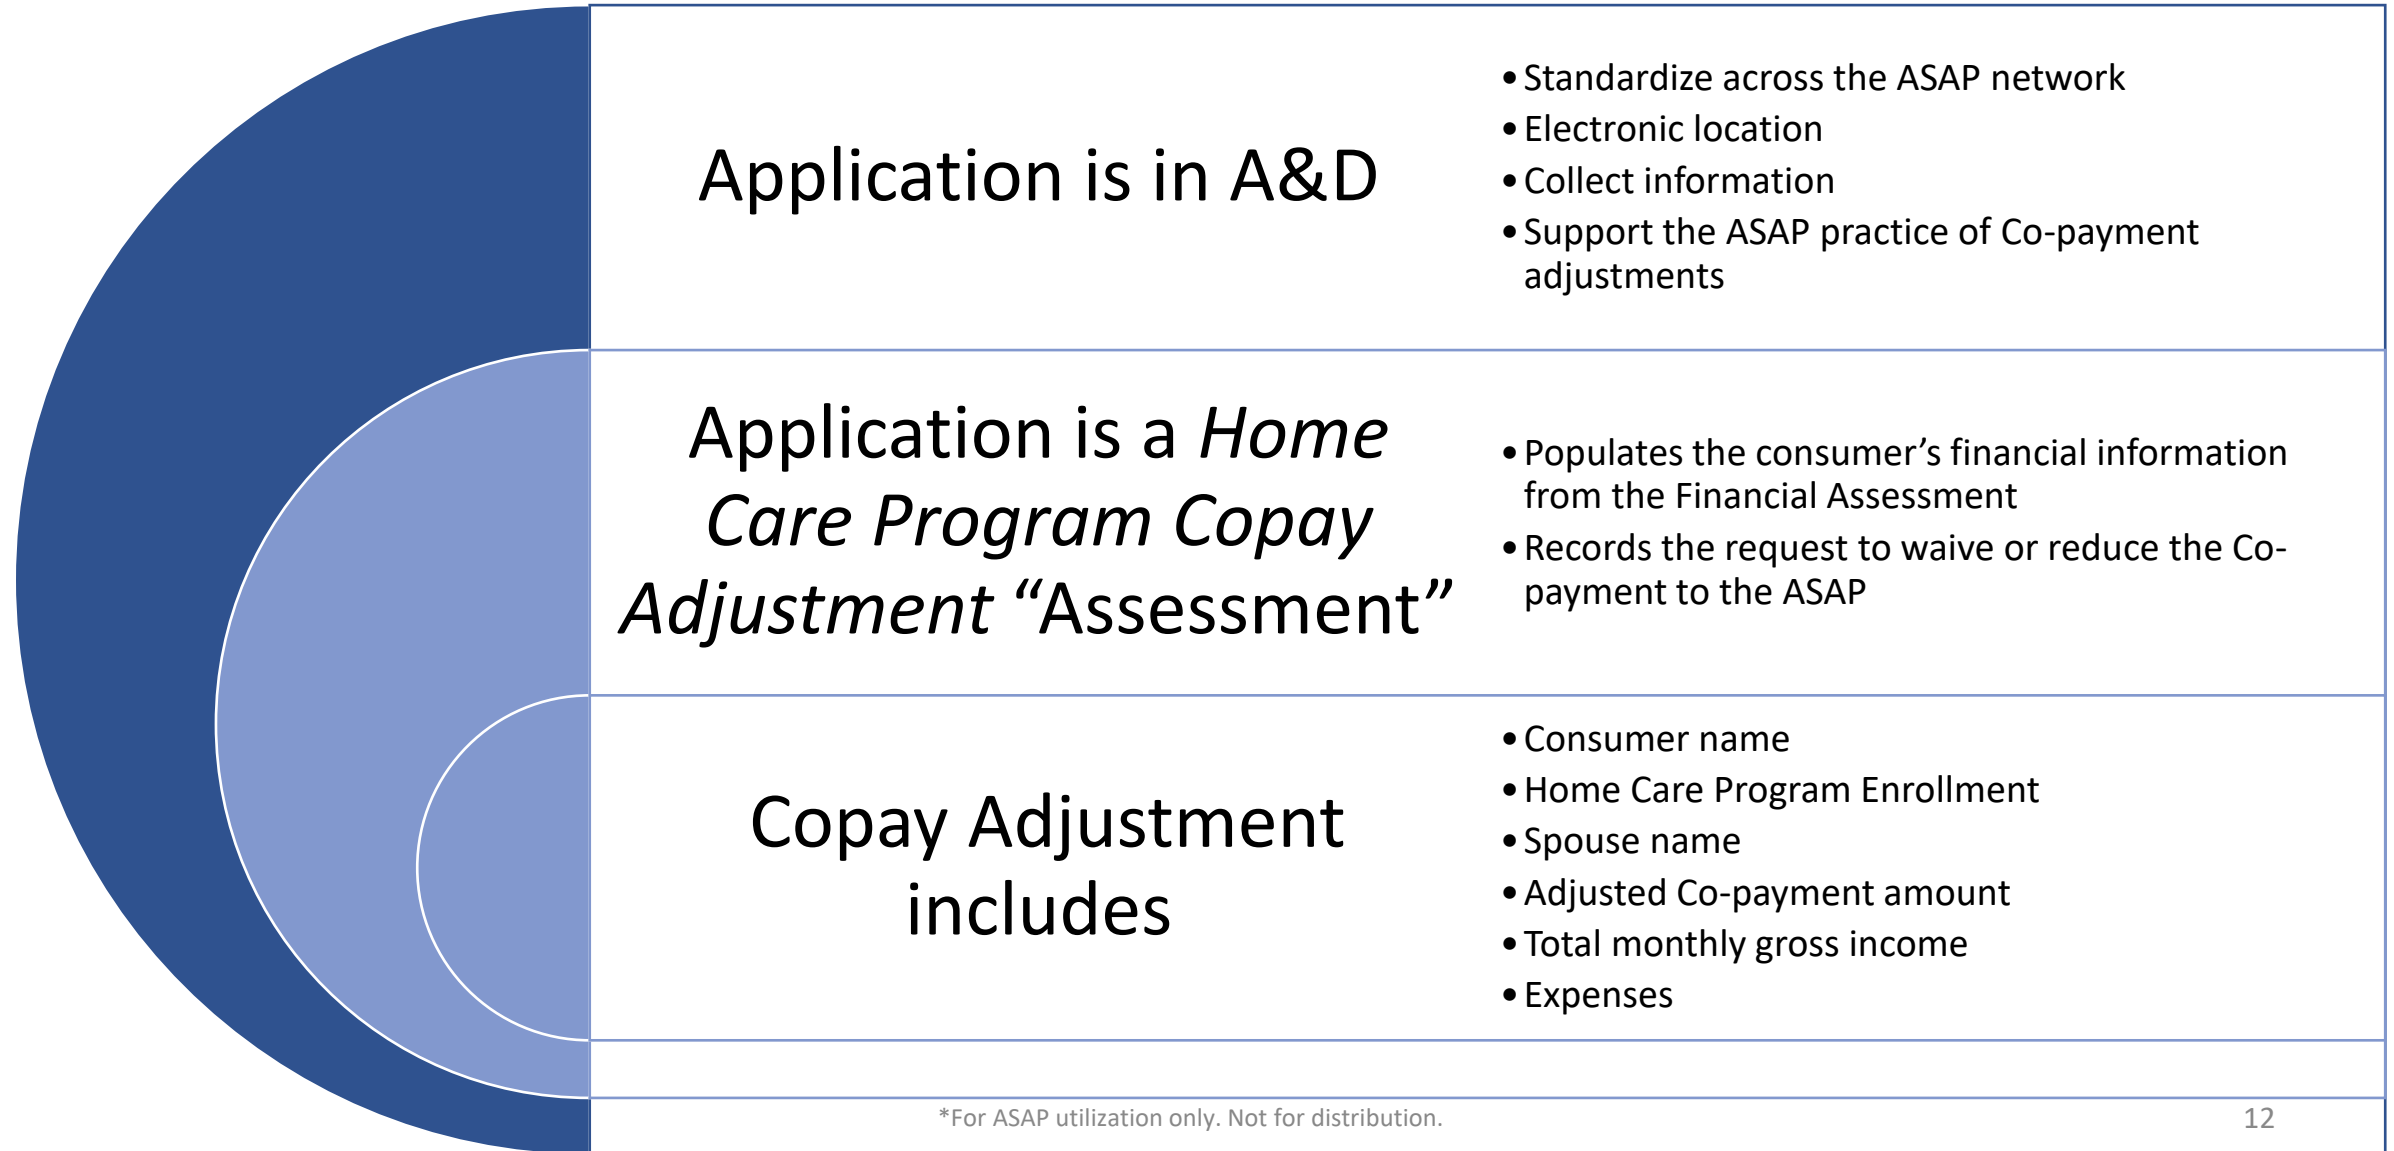 Application is in A&D
•Standardize across the ASAP network
•Electronic location
•Collect information
•Support the ASAP practice of Co-payment
adjustments
Application is a Home
Care Program Copay
Adjustment “Assessment”
•Populates the consumer’s financial information
from the Financial Assessment
•Records the request to waive or reduce the Co-
payment to the ASAP
Copay Adjustment
includes
•Consumer name
•Home Care Program Enrollment
•Spouse name
•Adjusted Co-payment amount
•Total monthly gross income
•Expenses
*For ASAP utilization only. Not for distribution.
12